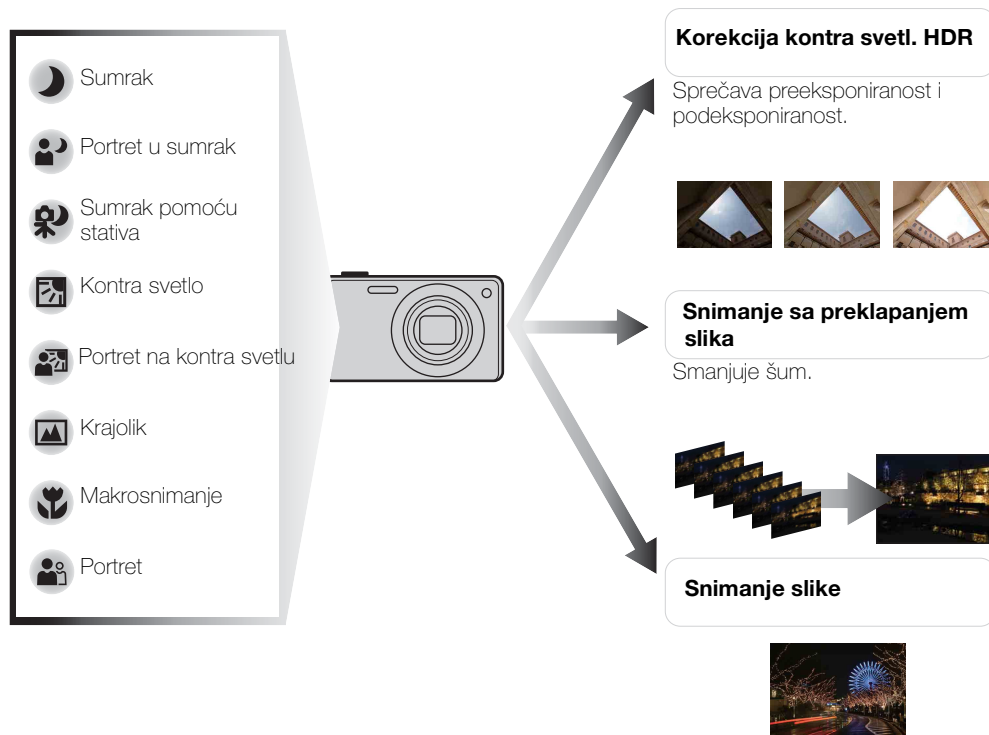 Sumrak
Portret u sumrak
Sumrak pomoću
stativa
Kontra svetlo
Portret na kontra svetlu
Krajolik
Makrosnimanje
Portret
Korekcija kontra svetl. HDR
Sprečava preeksponiranost i
podeksponiranost.
Snimanje sa preklapanjem
slika
Smanjuje šum.
Snimanje slike